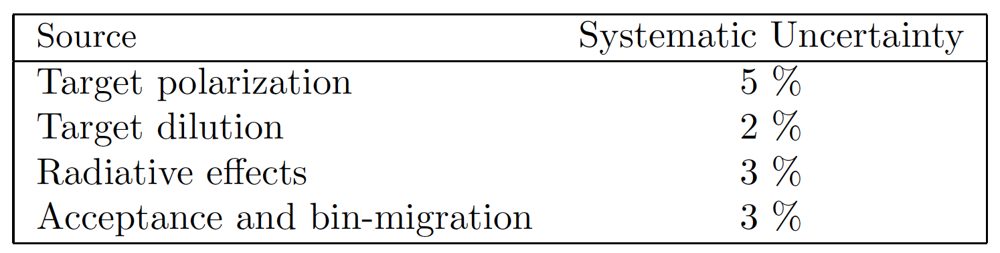 Source Systematic Uncertainty
Target polarization 5 %
Target dilution 2 %
Radiative effects 3 %
Acceptance and bin-migration 3 %